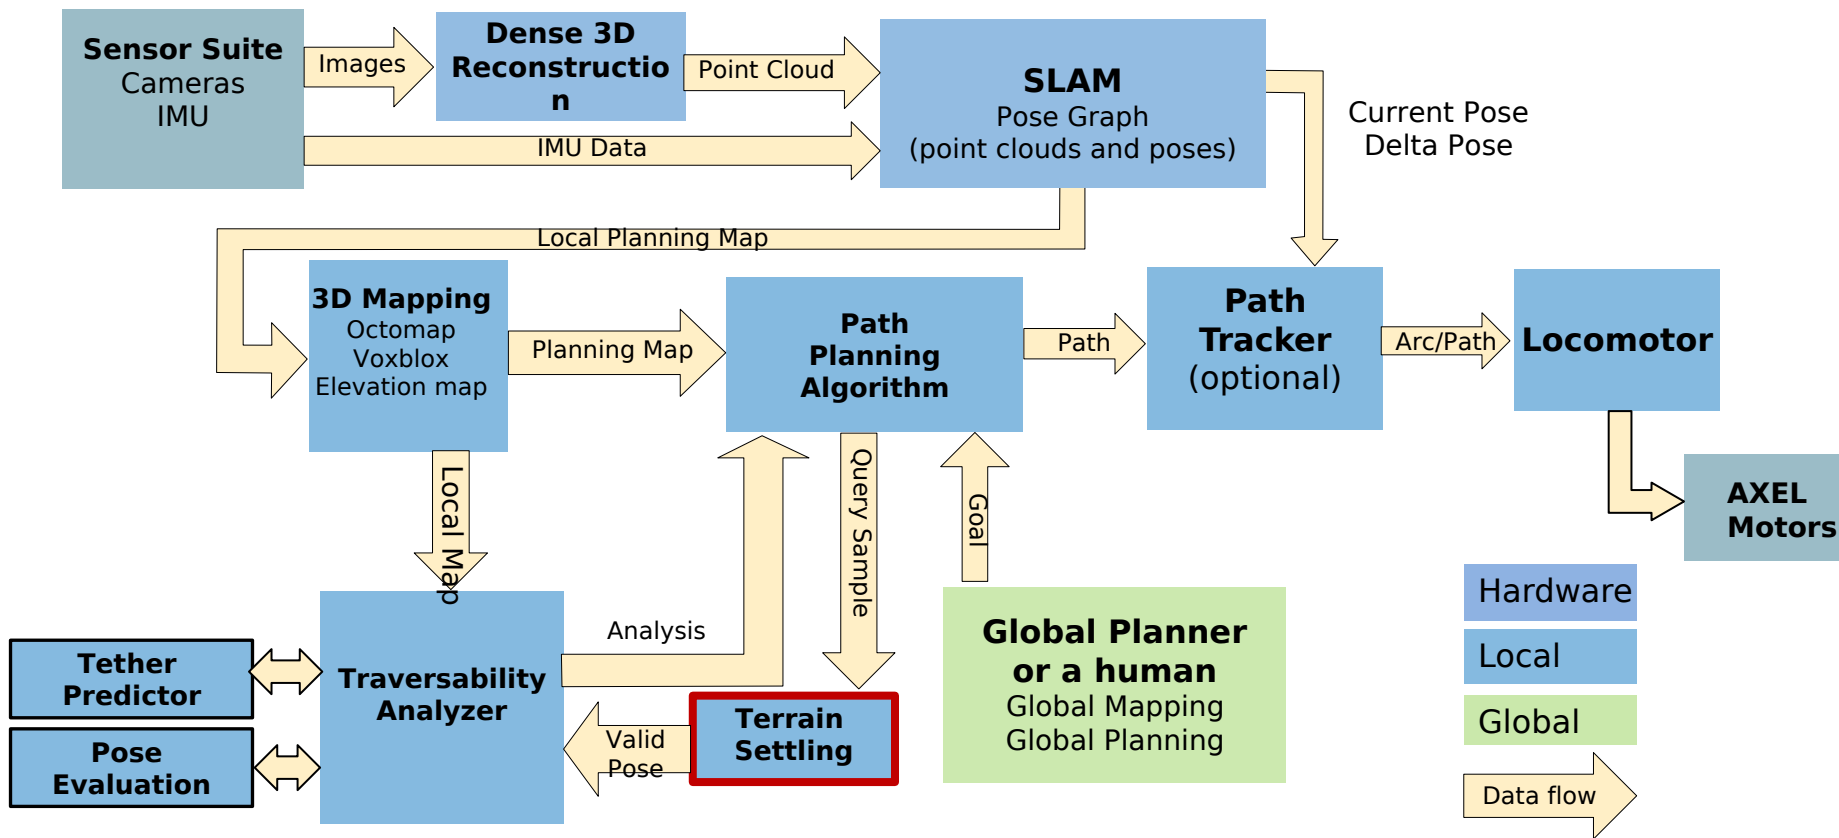 Sensor Suite
Cameras
IMU
Images
Dense 3D
Reconstructio
n
Point Cloud
IMU Data
SLAM
Pose Graph
(point clouds and poses)
Current Pose
Delta Pose
Local Planning Map
3D Mapping
Octomap
Voxblox
Elevation map
Planning Map
Path
Planning
Algorithm
Path
Path
Tracker
(optional)
Arc/Path
Locomotor
AXEL
Motors
Local Map
Query Sample
Goal
Analysis
Tether
Predictor
Pose
Evaluation
Traversability
Analyzer
Valid
Pose
Terrain
Settling
Global Planner
or a human
Global Mapping
Global Planning
Hardware
Local
Global
Data flow